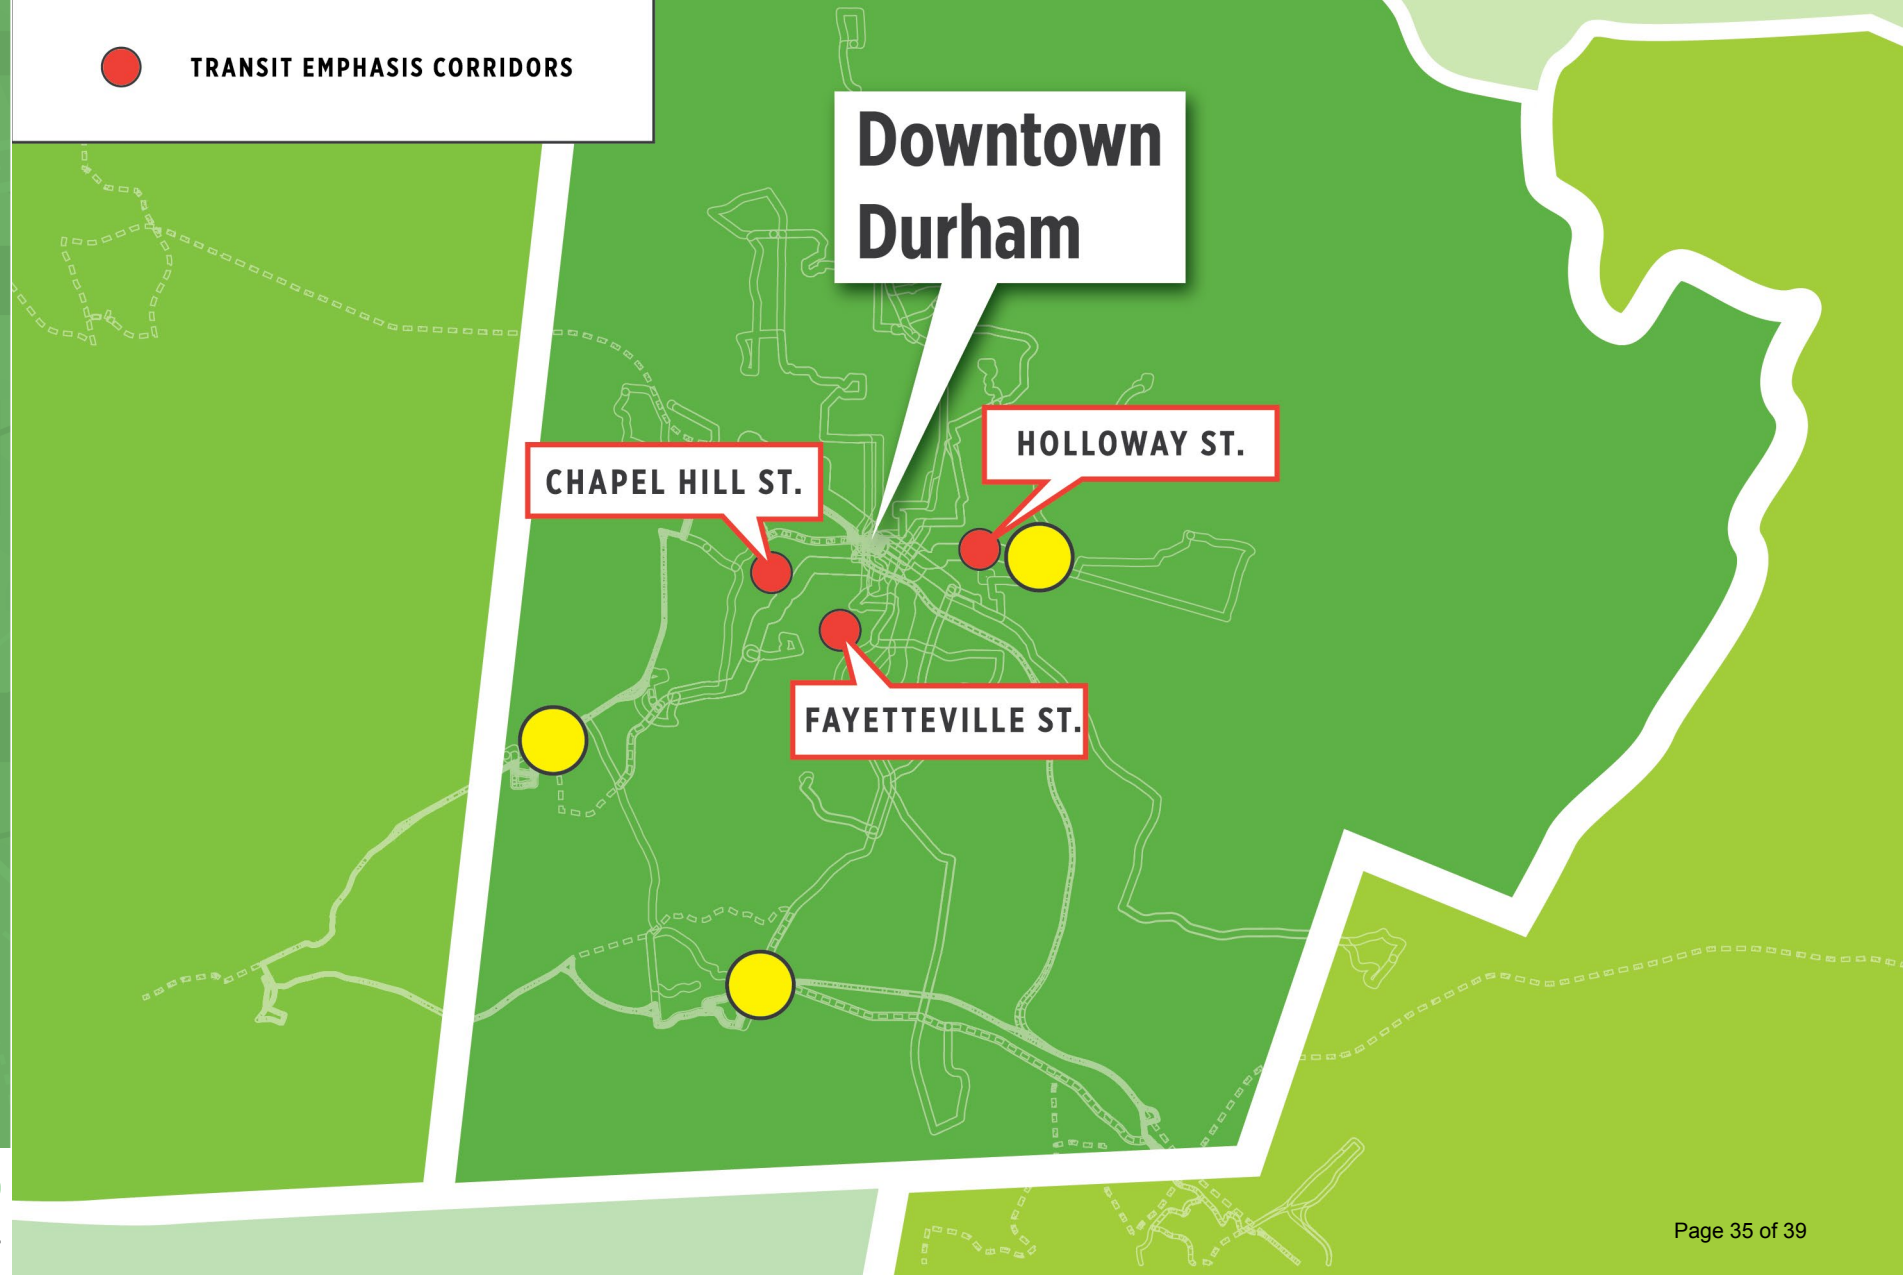 TRANSIT EMPHASIS CORRIDORS
Downtown
Durham
HOLLOWAY ST.
CHAPEL HILL ST.
FAYETTEVILLE ST.
Page 35 of 39